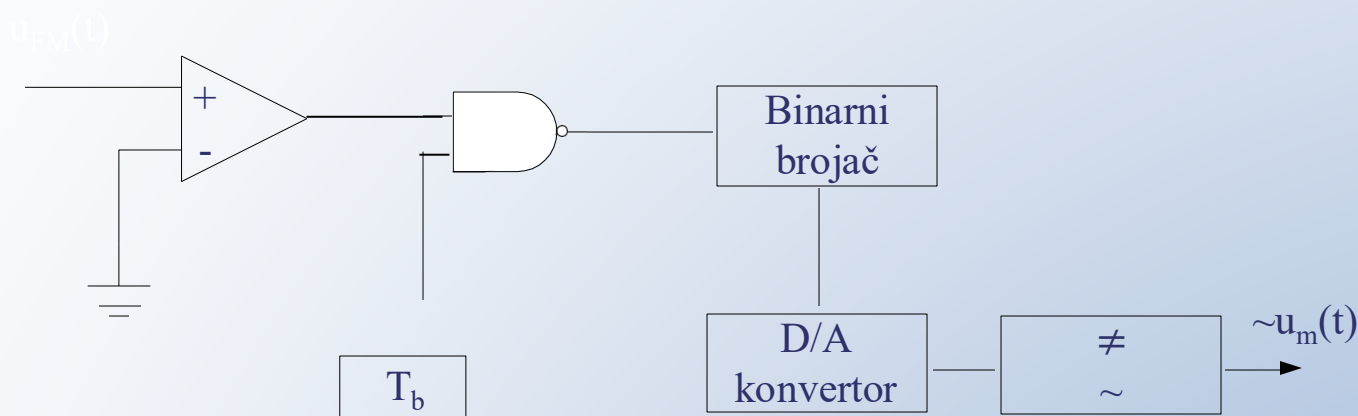 u_FM(t)
+
-
Binarni
brojač
T_b
D/A
konvertor
≠
~
~u_m(t)